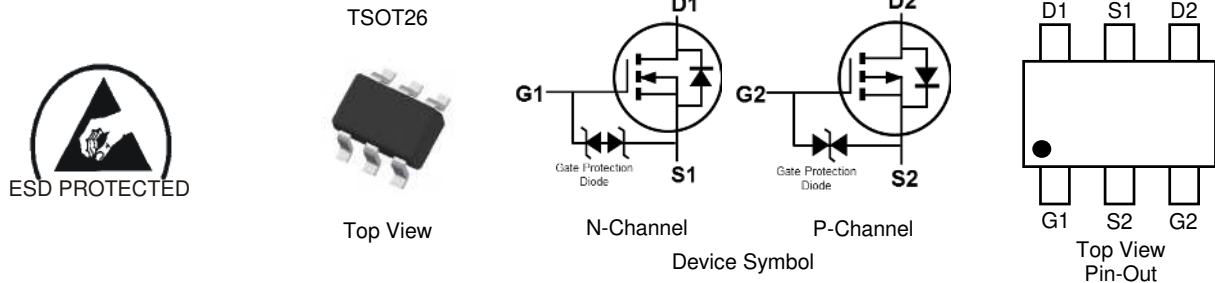 ESD PROTECTED
TSOT26
Top View
D1
G1
Gate Protection
Diode
S1
N-Channel
D2
G2
Gate Protection
Diode
S2
P-Channel
Device Symbol
D1 S1 D2
G1 S2 G2
Top View
Pin-Out